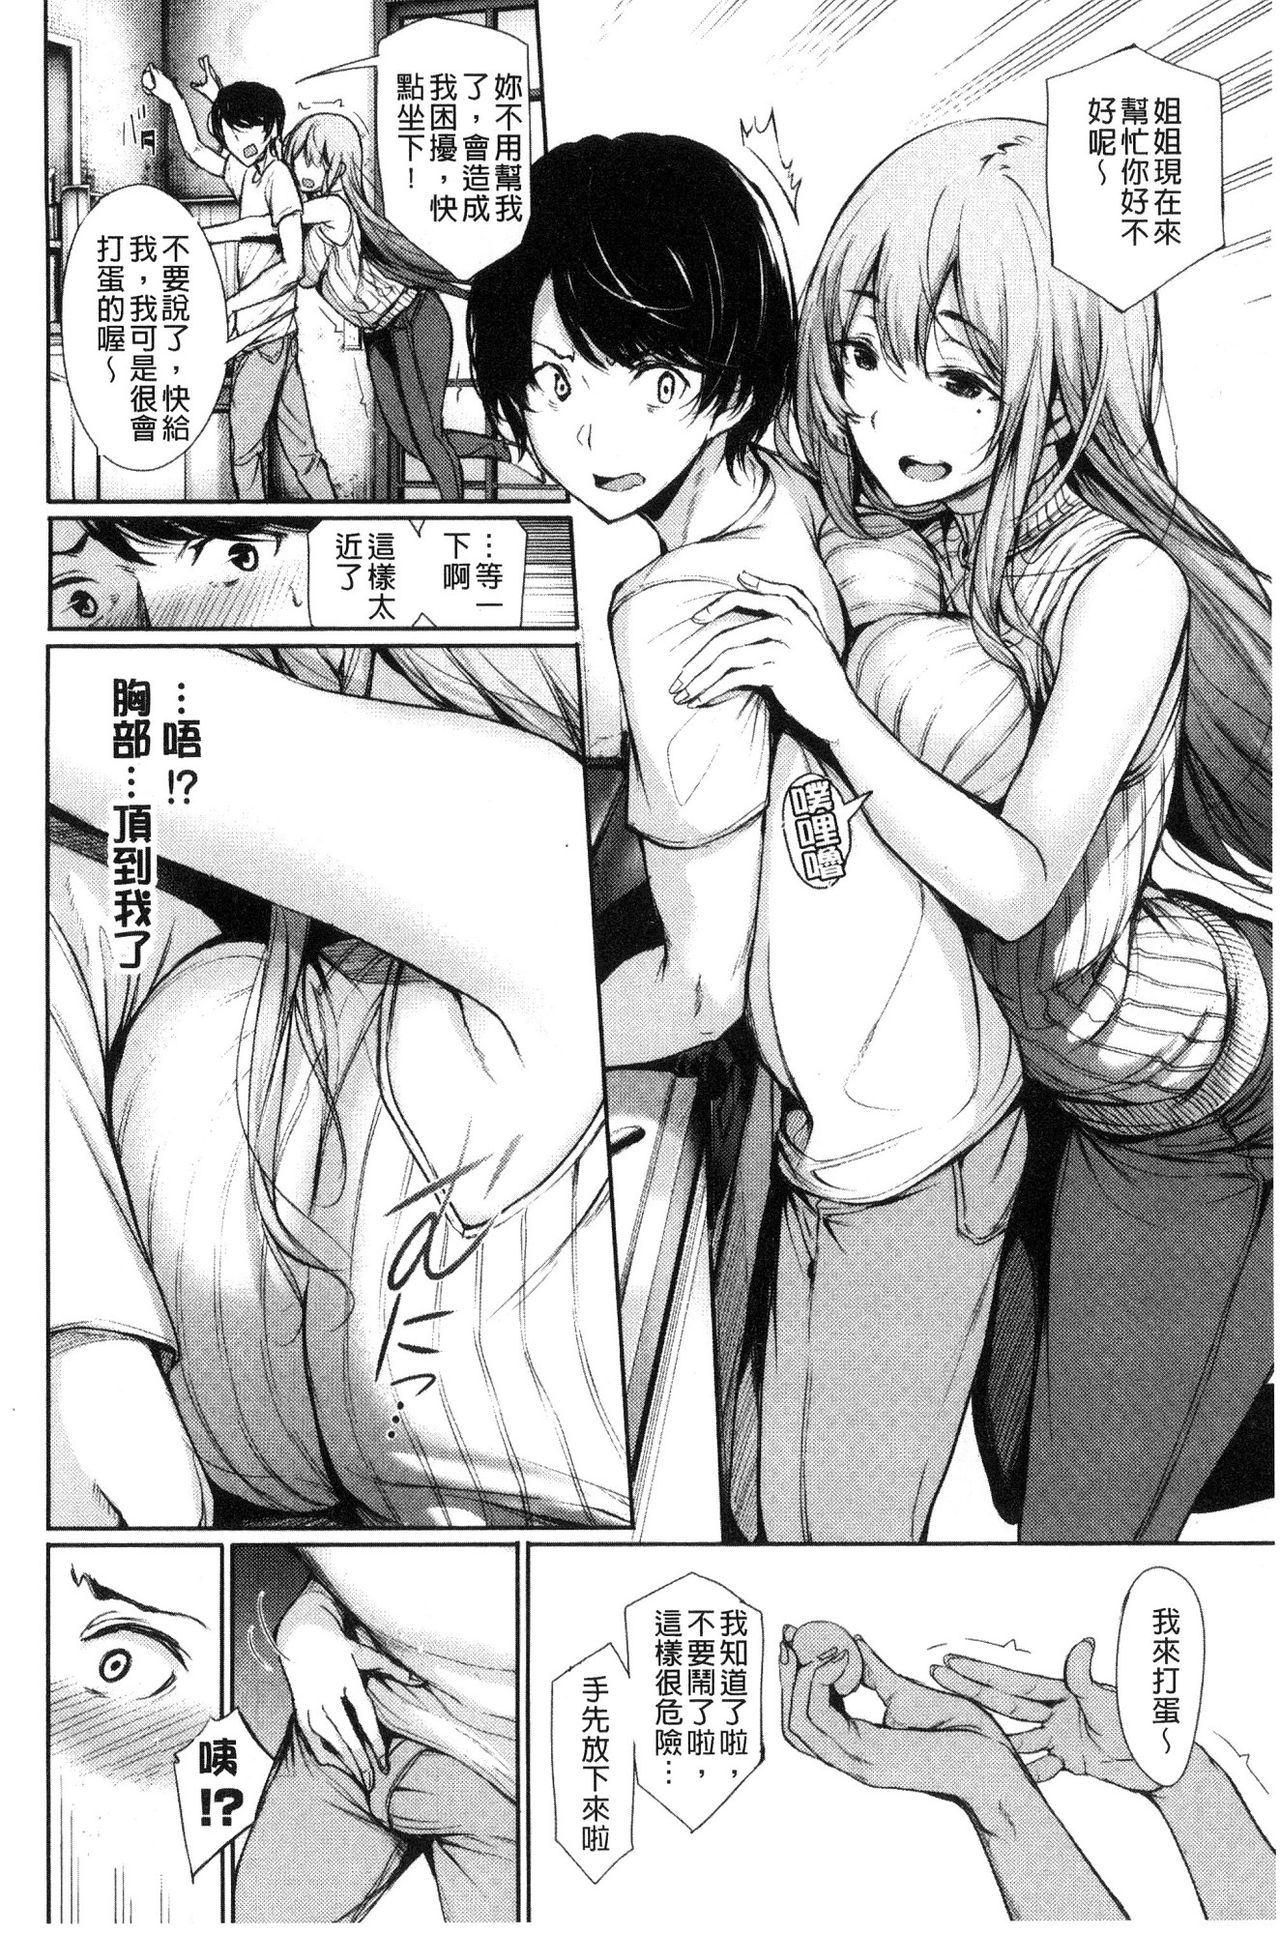 姐姐現在來
幫忙你好不
好呢～
噗哩嚕
妳不用幫我
了，會造成
我困擾，快
點坐下！
不要說了，快給
我，我可是很會
打蛋的喔～
…等一
下啊
這樣太
近了
…唔!?
胸部…頂到我了
我來打蛋～
我知道了啦，
不要鬧了啦，
這樣很危險…
手先放下來啦
咦!?